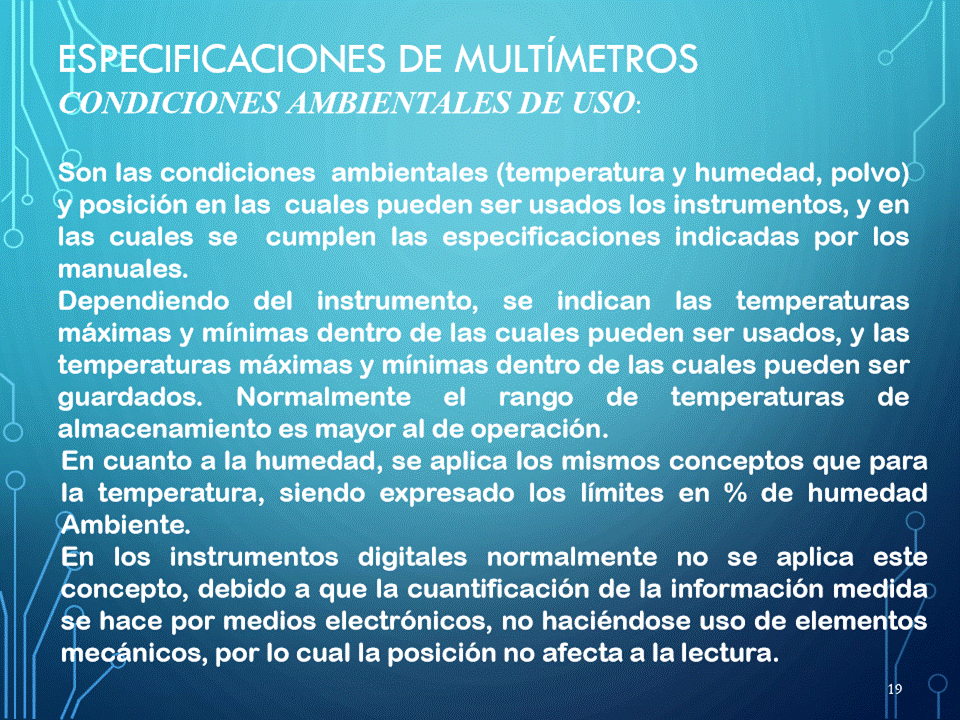 ESPECIFICACIONES DE MULTÍMETROS
CONDICIONES AMBIENTALES DE USO:
Son las condiciones ambientales (temperatura y humedad, polvo)
y posición en las cuales pueden ser usados los instrumentos, y en
las cuales se cumplen las especificaciones indicadas por los
manuales.
Dependiendo del instrumento, se indican las temperaturas
máximas y mínimas dentro de las cuales pueden ser usados, y las
temperaturas máximas y mínimas dentro de las cuales pueden ser
guardados. Normalmente el rango de temperaturas de
almacenamiento es mayor al de operación.
En cuanto a la humedad, se aplica los mismos conceptos que para
la temperatura, siendo expresado los límites en % de humedad
Ambiente.
En los instrumentos digitales normalmente no se aplica este
concepto, debido a que la cuantificación de la información medida
se hace por medios electrónicos, no haciéndose uso de elementos
mecánicos, por lo cual la posición no afecta a la lectura.
19